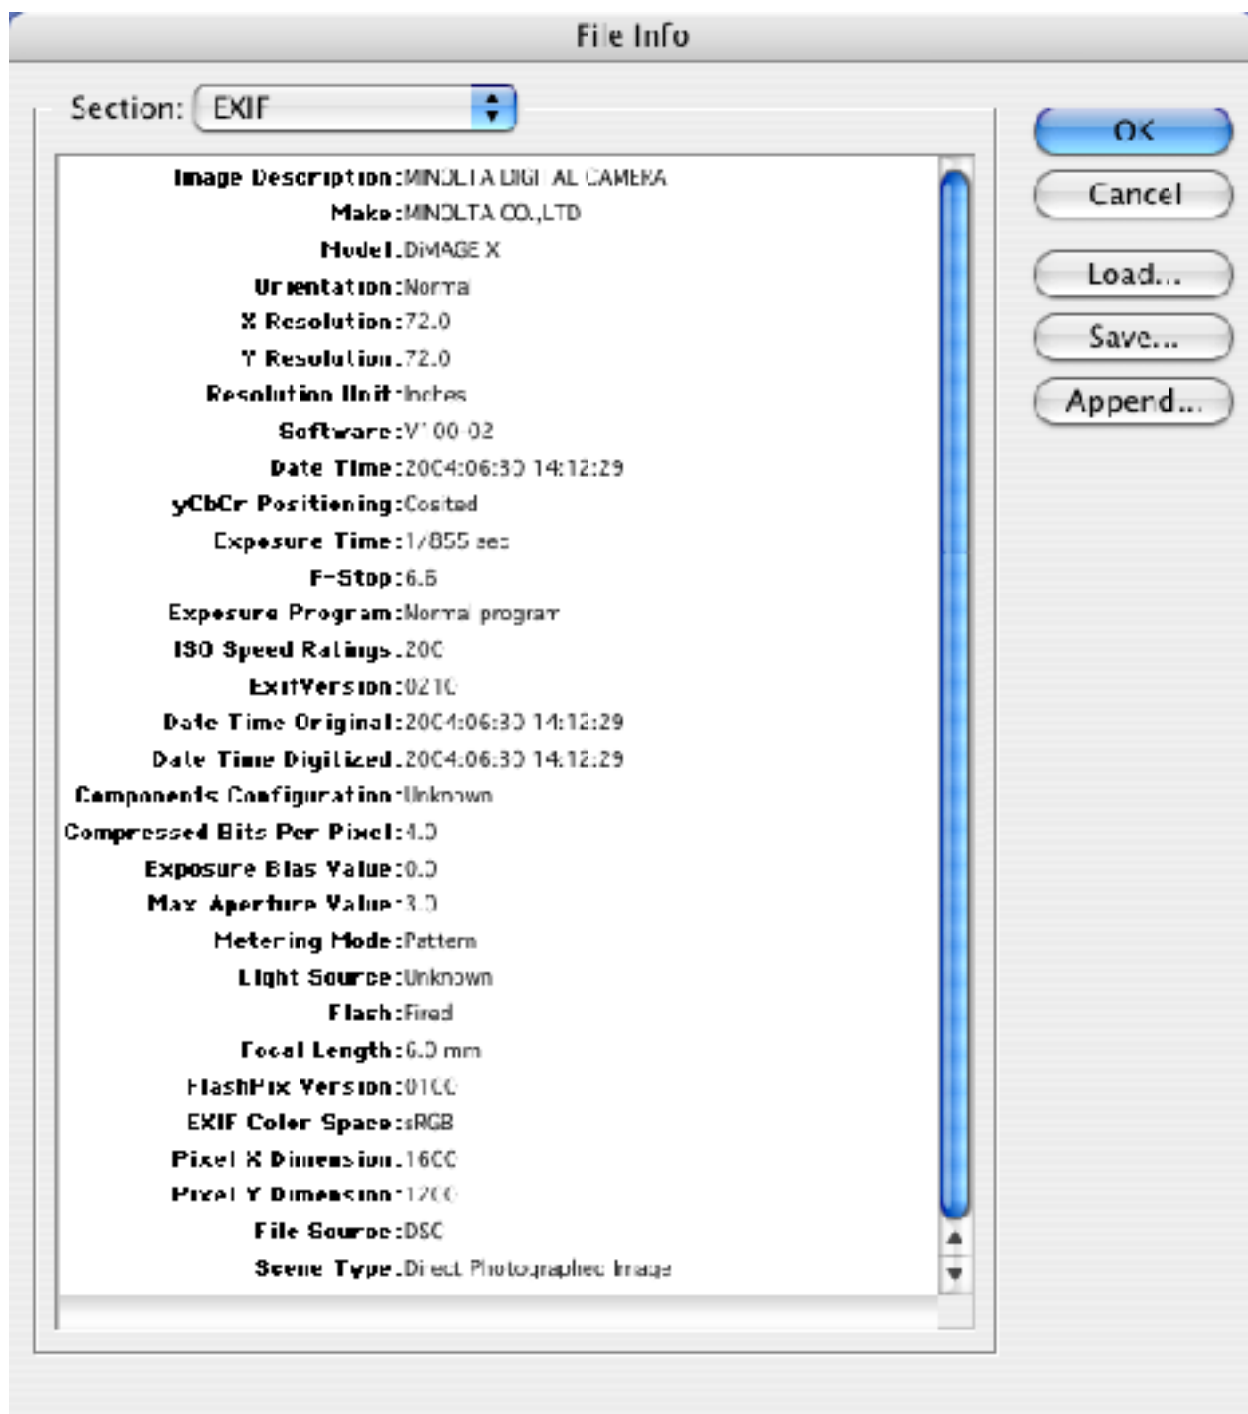 File Info
Section: EXIF
OK
Cancel
Load...
Save...
Append...
Image Description:MINOLTA DIGITAL CAMERA
Make:MINOLTA CO.,LTD
Model:DiMAGE X
Orientation:Normal
X Resolution:72.0
Y Resolution:72.0
Resolution Unit:Inches
Software:V100-02
Date Time:2004:06:30 14:12:29
yCbCr Positioning:Cosited
Exposure Time:1/855 sec
F-Stop:6.6
Exposure Program:Normal program
ISO Speed Ratings:200
ExifVersion:0210
Date Time Original:2004:06:30 14:12:29
Date Time Digitized:2004:06:30 14:12:29
Components Configuration:Unknown
Compressed Bits Per Pixel:4.0
Exposure Bias Value:0.0
Max Aperture Value:3.0
Metering Mode:Pattern
Light Source:Unknown
Flash:Fired
Focal Length:6.0 mm
FlashPix Version:0100
EXIF Color Space:sRGB
Pixel X Dimension:1600
Pixel Y Dimension:1200
File Source:DSC
Scene Type:Direct Photographed Image